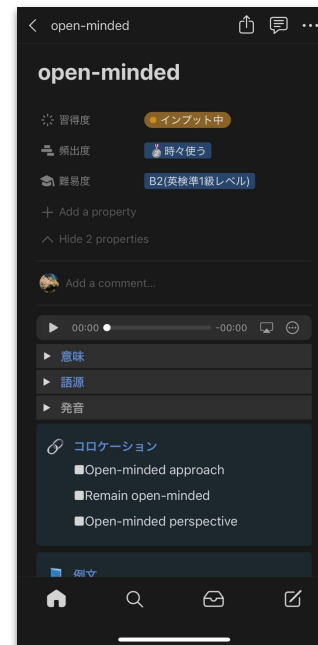 open-minded
open-minded
習得度 インプット中
頻出度 🥈時々使う
難易度 B2(英検準1級レベル)
+ Add a property
Hide 2 properties
Add a comment...
00:00 -00:00
意味
語源
発音
コロケーション
■Open-minded approach
■Remain open-minded
■Open-minded perspective
例文